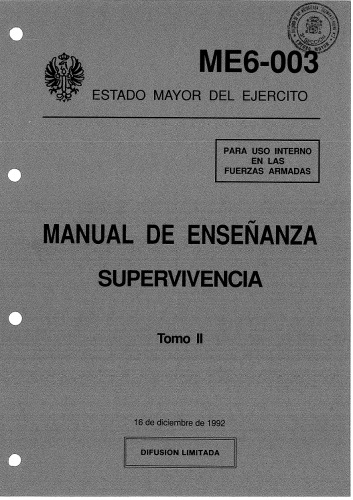 ME6-003
ESTADO MAYOR DEL EJERCITO
PARA USO INTERNO
EN LAS
FUERZAS ARMADAS
MANUAL DE ENSEÑANZA
SUPERVIVENCIA
Tomo II
16 de diciembre de 1992
DIFUSION LIMITADA